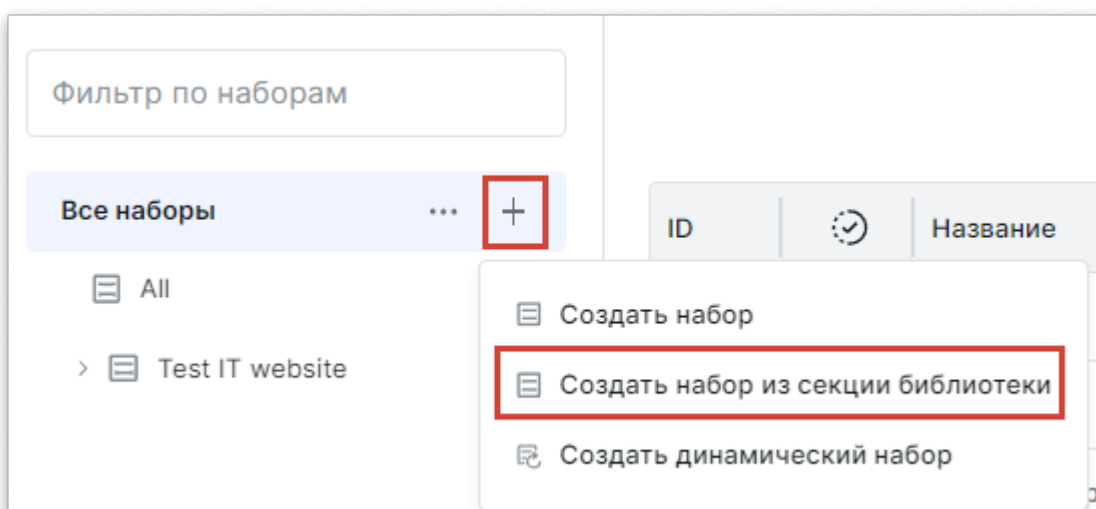 Фильтр по наборам
Все наборы
ID
Название
All
Test IT website
Создать набор
Создать набор из секции библиотеки
Создать динамический набор